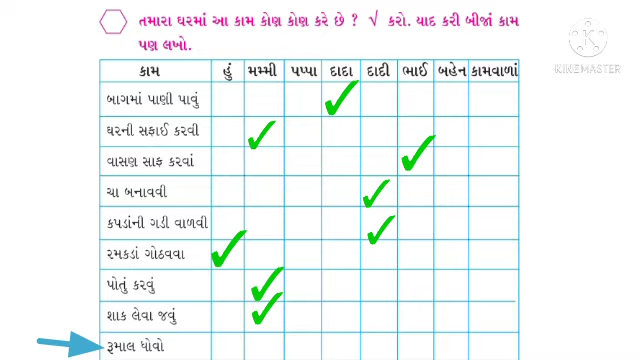 તમારા ઘરમાં આ કામ કોણ કોણ કરે છે ? √ કરો. યાદ કરી બીજાં કામ
પણ લખો.
KINEMASTER
કામ હું મમ્મી પપ્પા દાદા દાદી ભાઈ બહેન કામવાળાં
બાગમાં પાણી પાવું
ઘરની સફાઈ કરવી
વાસણ સાફ કરવાં
ચા બનાવવી
કપડાંની ગડી વાળવી
રમકડાં ગોઠવવા
પોતું કરવું
શાક લેવા જવું
રૂમાલ ધોવો